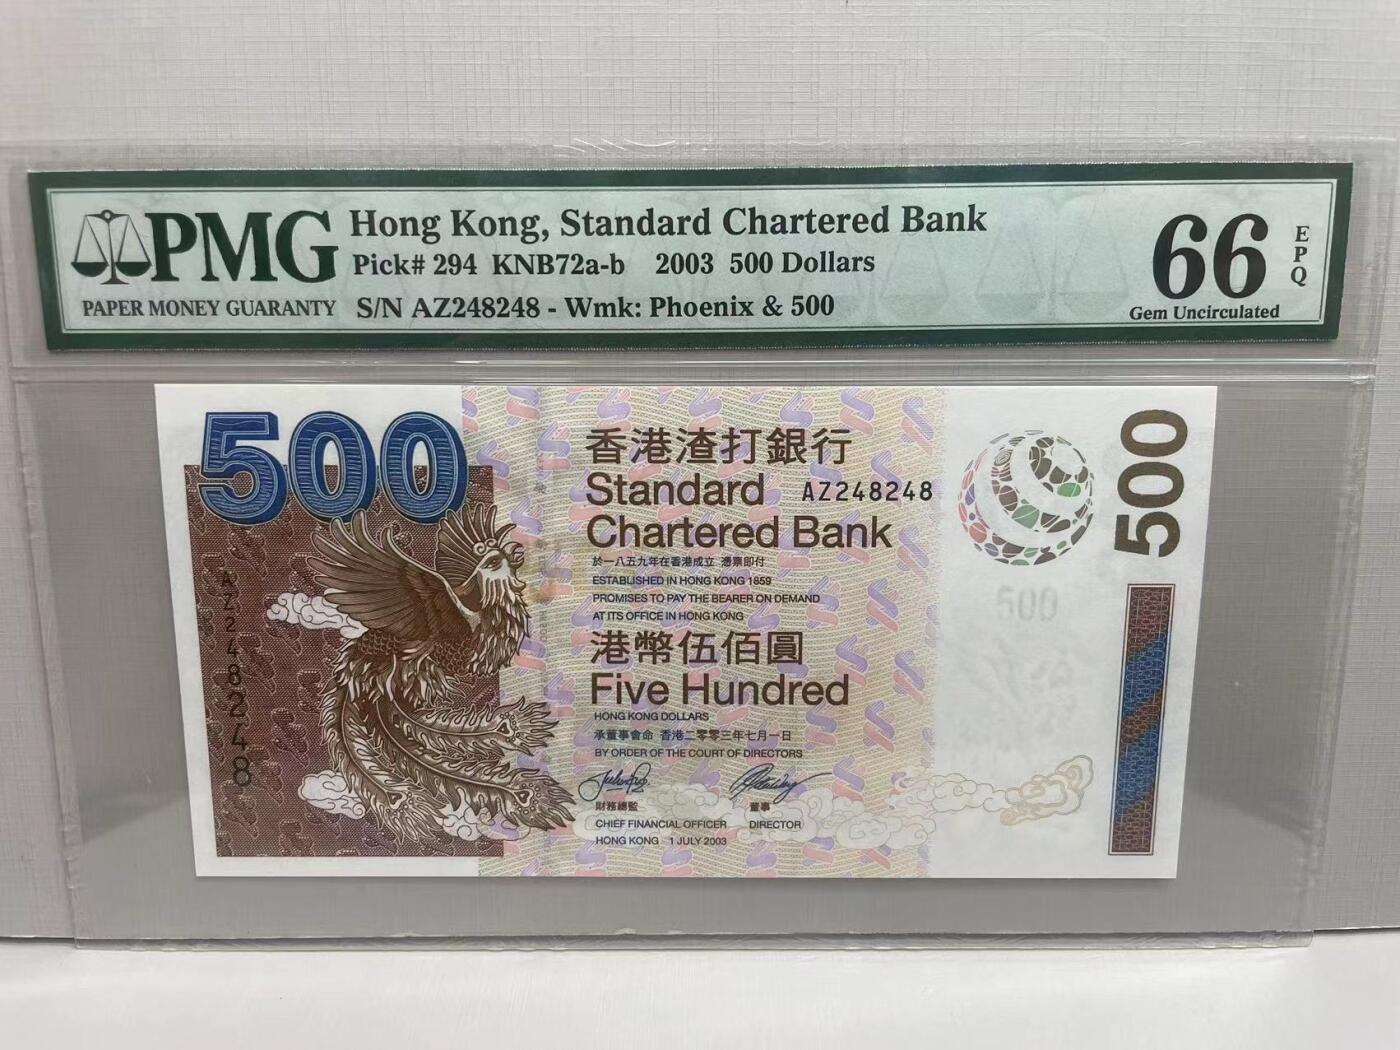 PMG
PAPER MONEY GUARANTY
Hong Kong, Standard Chartered Bank
Pick# 294 KNB72a-b 2003 500 Dollars
S/N AZ248248 - Wmk: Phoenix & 500
66
EPQ
Gem Uncirculated
500
香港渣打銀行
Standard AZ248248
Chartered Bank
於一八五九年在香港成立 憑票即付
ESTABLISHED IN HONG KONG 1859
PROMISES TO PAY THE BEARER ON DEMAND
AT ITS OFFICE IN HONG KONG
港幣伍佰圓
Five Hundred
HONG KONG DOLLARS
承董事會命 香港二零零三年七月一日
BY ORDER OF THE COURT OF DIRECTORS
財務總監 董事
CHIEF FINANCIAL OFFICER DIRECTOR
HONG KONG 1 JULY 2003
AZ248248
500
500